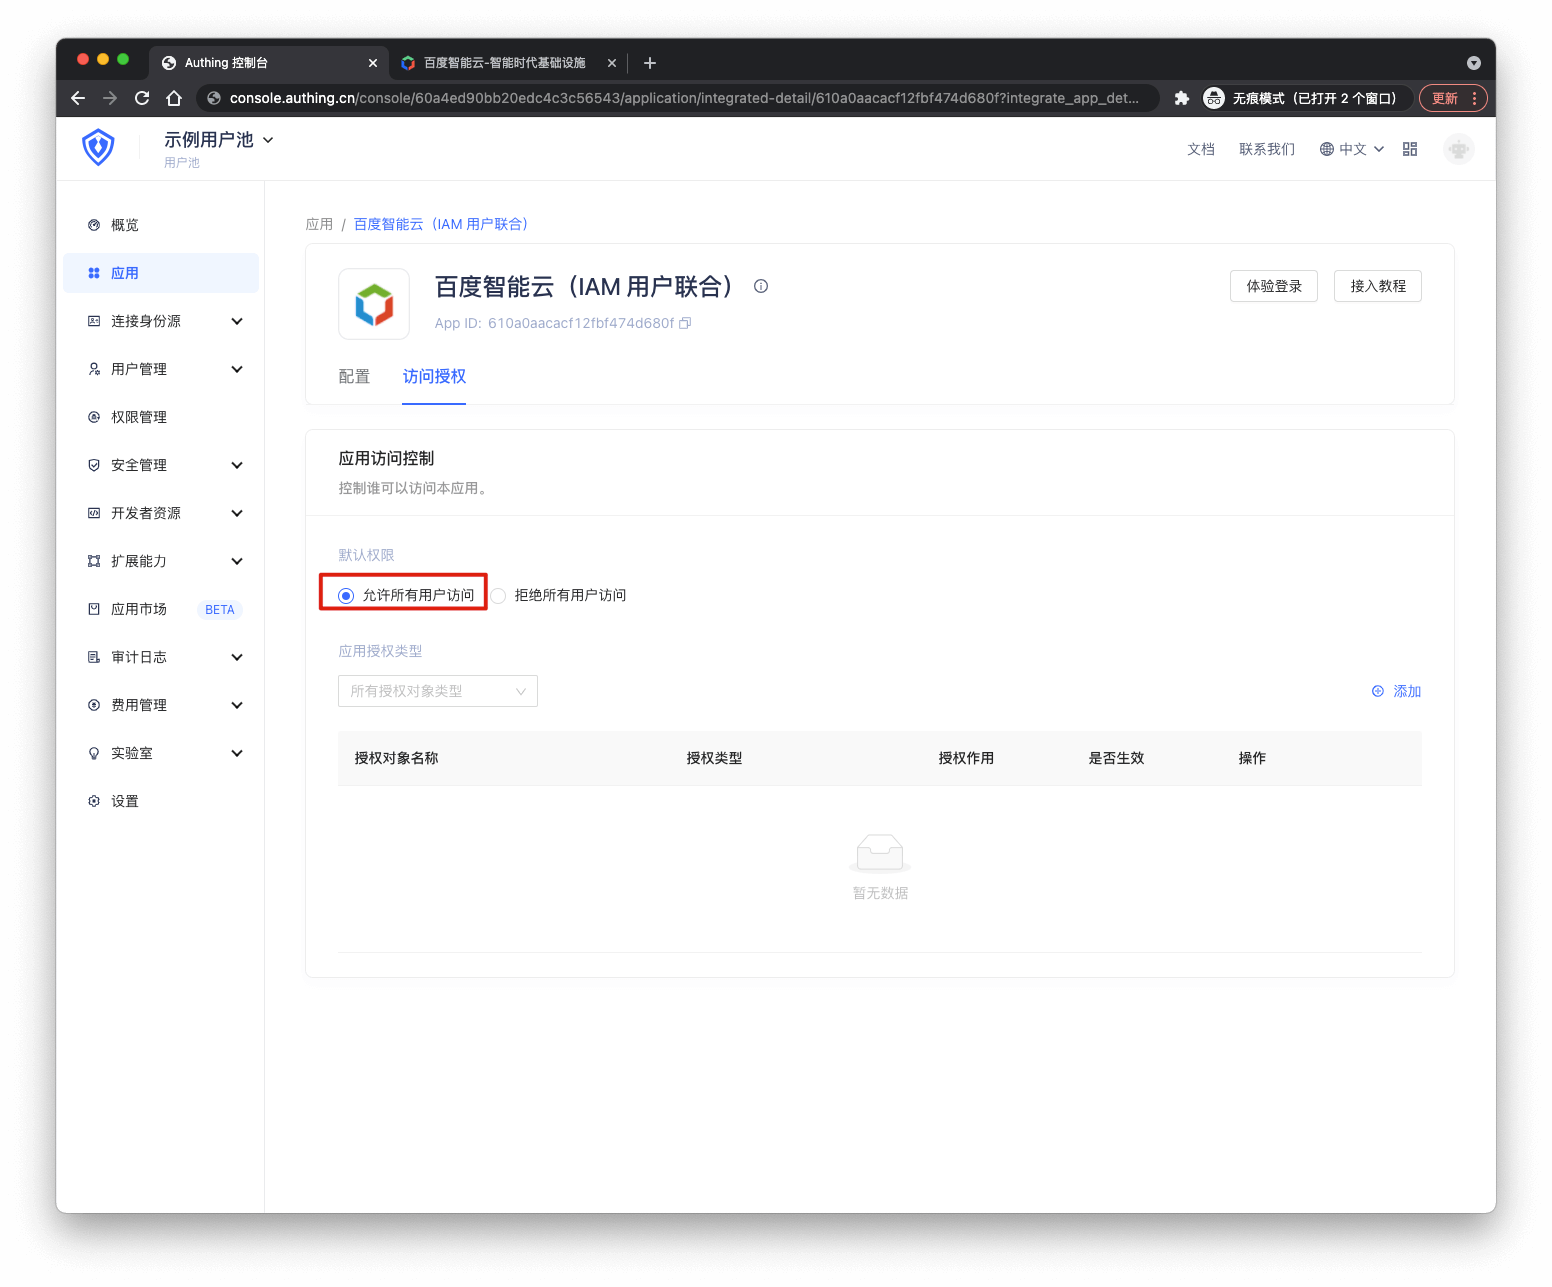 Authing 控制台
百度智能云-智能时代基础设施
console.authing.cn/console/60a4ed90bb20edc4c3c56543/application/integrated-detail/610a0aacacf12fbf474d680f?integrate_app_det...
无痕模式（已打开 2 个窗口）
更新
示例用户池
用户池
文档
联系我们
中文
概览
应用
连接身份源
用户管理
权限管理
安全管理
开发者资源
扩展能力
应用市场 BETA
审计日志
费用管理
实验室
设置
应用 / 百度智能云（IAM 用户联合）
百度智能云（IAM 用户联合）
App ID: 610a0aacacf12fbf474d680f
体验登录
接入教程
配置
访问授权
应用访问控制
控制谁可以访问本应用。
默认权限
允许所有用户访问
拒绝所有用户访问
应用授权类型
所有授权对象类型
添加
授权对象名称 授权类型 授权作用 是否生效 操作
暂无数据